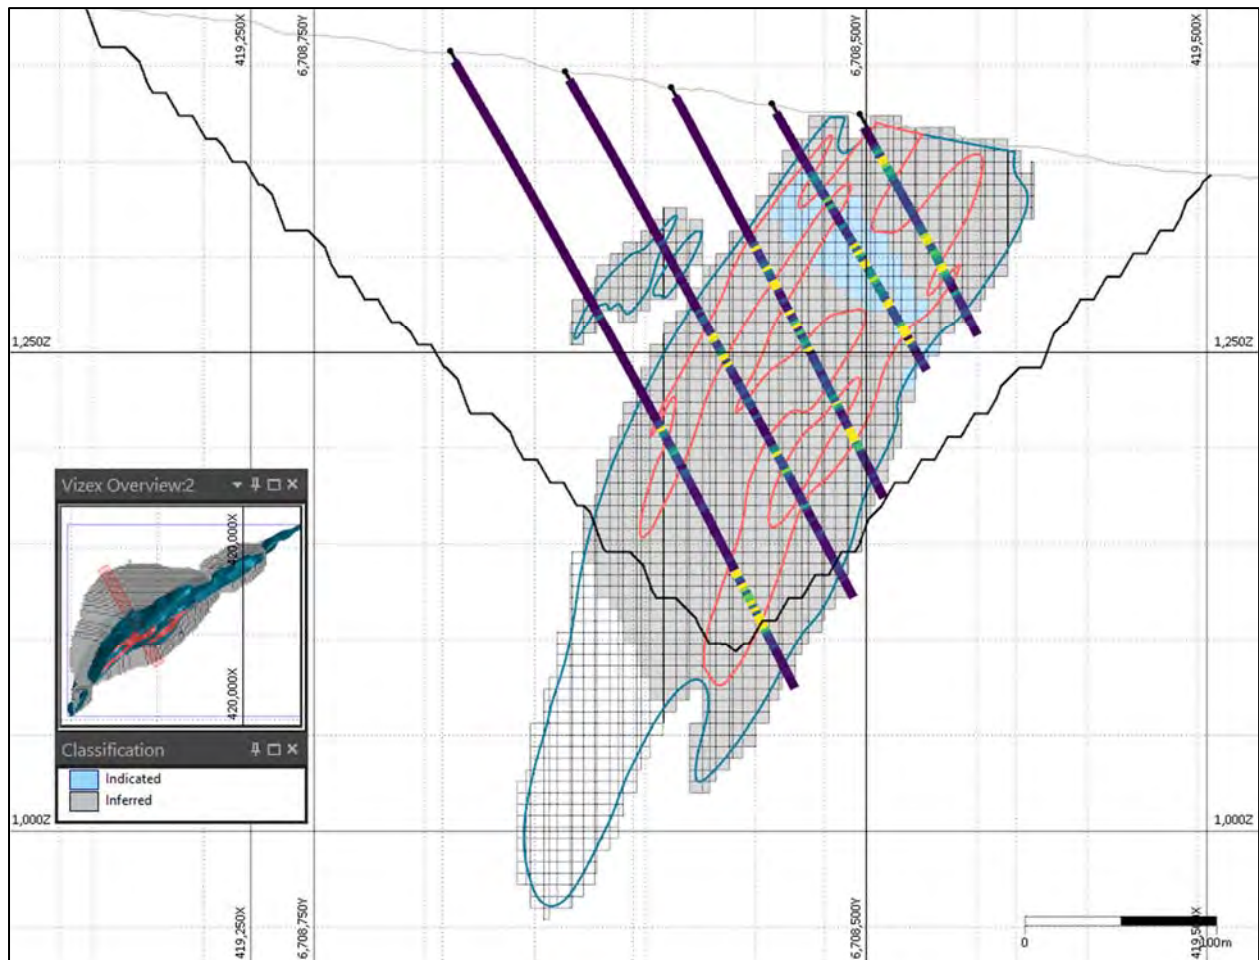 419,250X
6,708,750Y
6,708,500Y
419,500X
1,250Z
1,250Z
Vizex Overview:2
420,000X
420,000X
Classification
Indicated
Inferred
1,000Z
1,000Z
419,250X
6,708,750Y
6,708,500Y
419,500X
0
100m